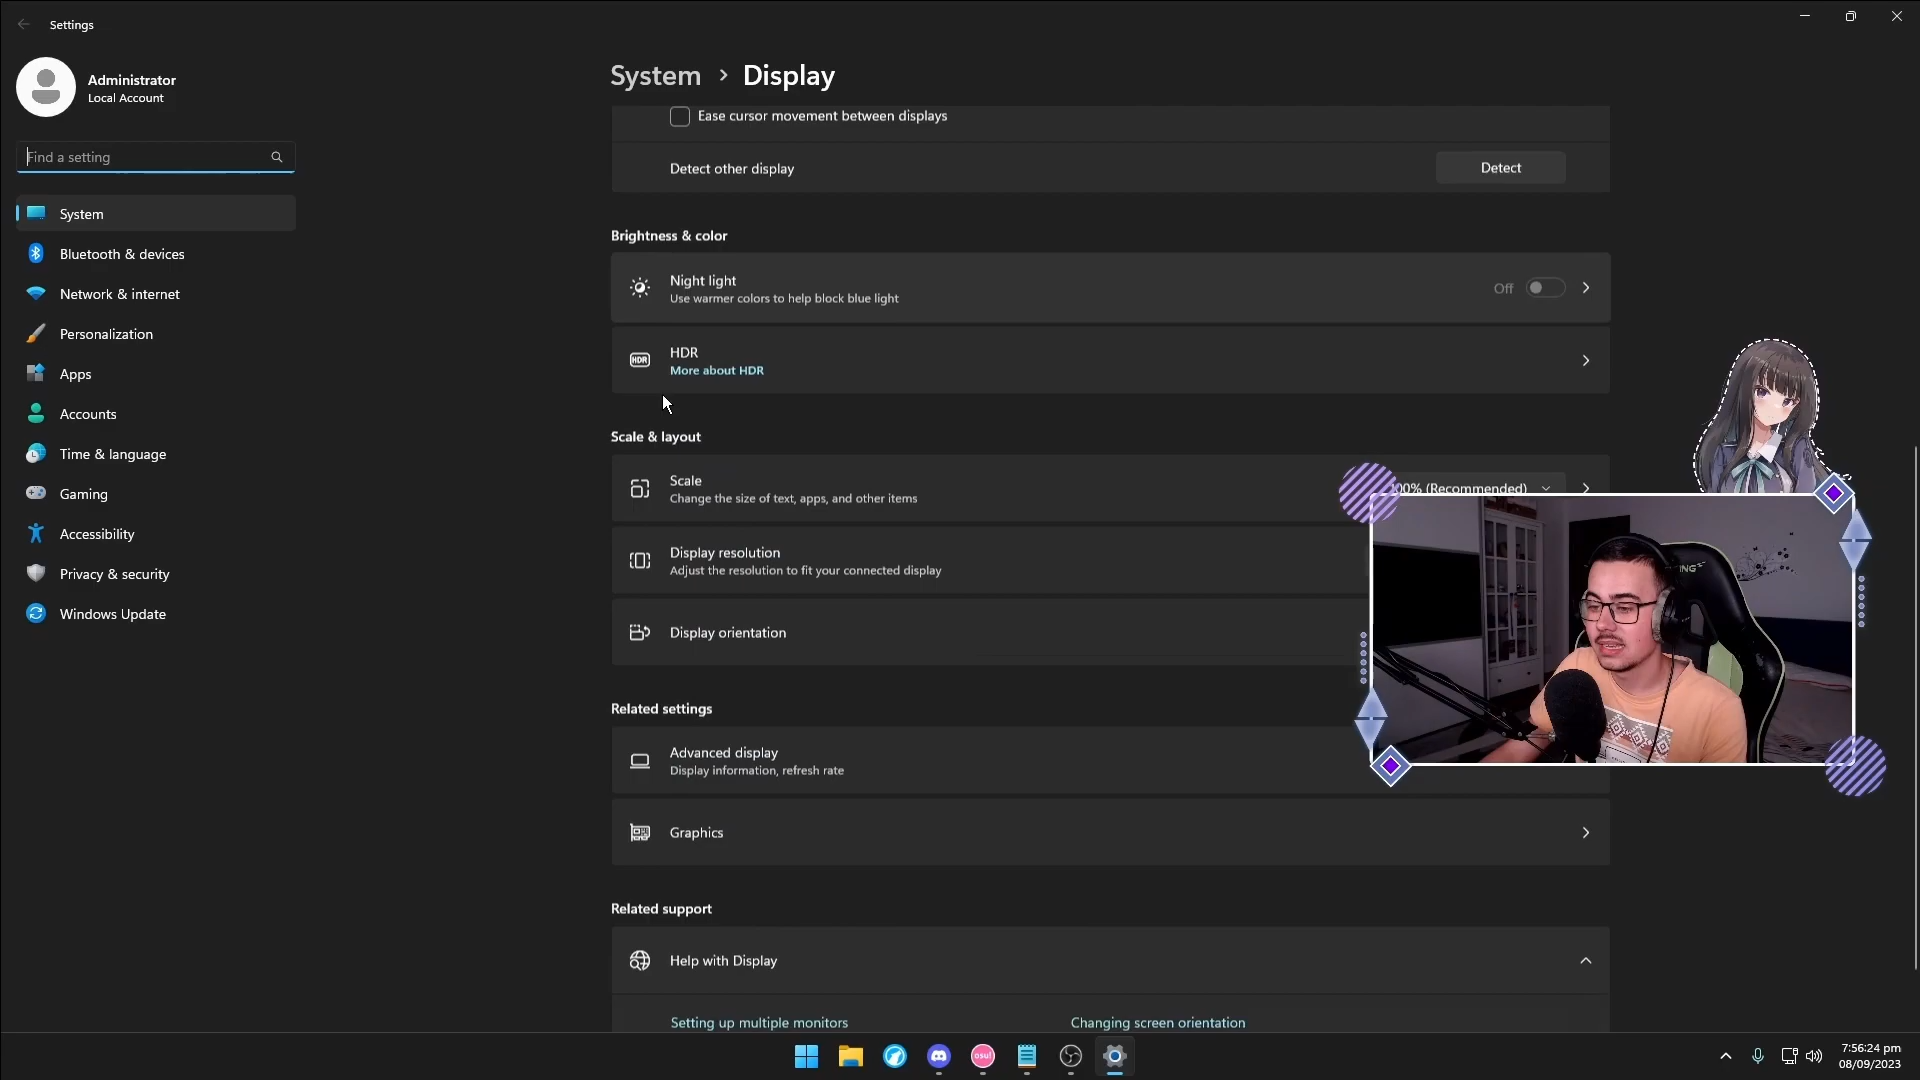 Settings
Administrator
Local Account
Find a setting
System
Bluetooth & devices
Network & internet
Personalization
Apps
Accounts
Time & language
Gaming
Accessibility
Privacy & security
Windows Update
System > Display
Ease cursor movement between displays
Detect other display
Detect
Brightness & color
Night light
Use warmer colors to help block blue light
Off
HDR
HDR
More about HDR
Scale & layout
Scale
Change the size of text, apps, and other items
100% (Recommended)
Display resolution
Adjust the resolution to fit your connected display
Display orientation
Related settings
Advanced display
Display information, refresh rate
Graphics
Related support
Help with Display
Setting up multiple monitors
Changing screen orientation
osu!
7:56:24 pm
08/09/2023